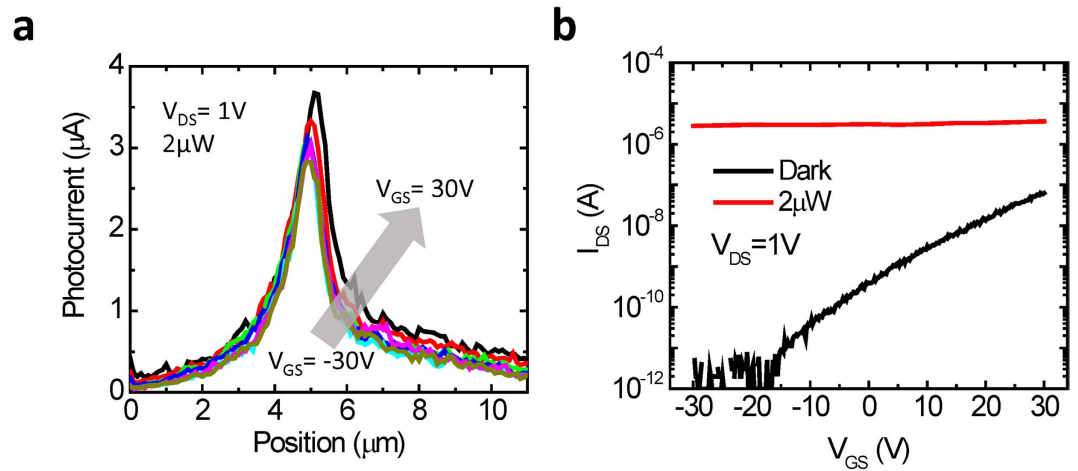 a
4
3
2
1
0
Photocurrent (μA)
V_DS= 1V
2μW
V_GS= 30V
V_GS= -30V
0 2 4 6 8 10
Position (μm)
b
10^-4
10^-6
10^-8
10^-10
10^-12
I_DS (A)
Dark
2μW
V_DS=1V
-30 -20 -10 0 10 20 30
V_GS (V)